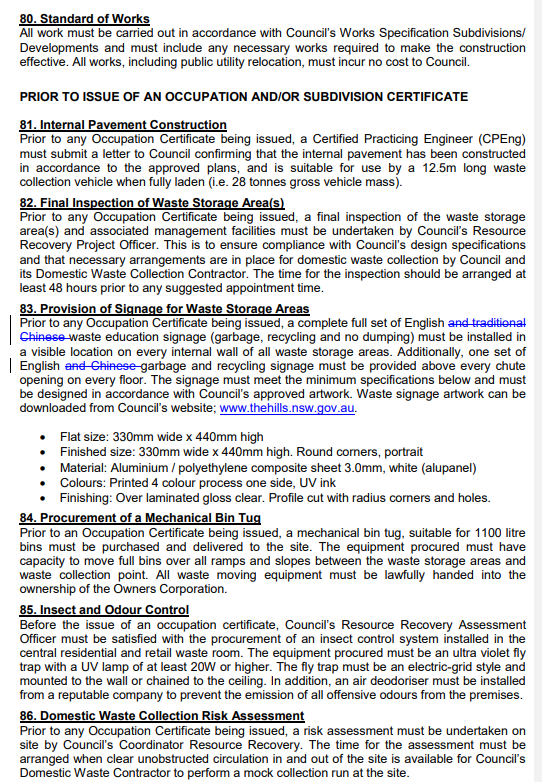 80. Standard of Works
All work must be carried out in accordance with Council's Works Specification Subdivisions/
Developments and must include any necessary works required to make the construction
effective. All works, including public utility relocation, must incur no cost to Council.
PRIOR TO ISSUE OF AN OCCUPATION AND/OR SUBDIVISION CERTIFICATE
81. Internal Pavement Construction
Prior to any Occupation Certificate being issued, a Certified Practicing Engineer (CPEng)
must submit a letter to Council confirming that the internal pavement has been constructed
in accordance to the approved plans, and is suitable for use by a 12.5m long waste
collection vehicle when fully laden (i.e. 28 tonnes gross vehicle mass).
82. Final Inspection of Waste Storage Area(s)
Prior to any Occupation Certificate being issued, a final inspection of the waste storage
area(s) and associated management facilities must be undertaken by Council's Resource
Recovery Project Officer. This is to ensure compliance with Council's design specifications
and that necessary arrangements are in place for domestic waste collection by Council and
its Domestic Waste Collection Contractor. The time for the inspection should be arranged at
least 48 hours prior to any suggested appointment time.
83. Provision of Signage for Waste Storage Areas
Prior to any Occupation Certificate being issued, a complete full set of English and traditional
Chinese waste education signage (garbage, recycling and no dumping) must be installed in
a visible location on every internal wall of all waste storage areas. Additionally, one set of
English and Chinese garbage and recycling signage must be provided above every chute
opening on every floor. The signage must meet the minimum specifications below and must
be designed in accordance with Council's approved artwork. Waste signage artwork can be
downloaded from Council's website; www.thehills.nsw.gov.au.
• Flat size: 330mm wide x 440mm high
• Finished size: 330mm wide x 440mm high. Round corners, portrait
• Material: Aluminium / polyethylene composite sheet 3.0mm, white (alupanel)
• Colours: Printed 4 colour process one side, UV ink
• Finishing: Over laminated gloss clear. Profile cut with radius corners and holes.
84. Procurement of a Mechanical Bin Tug
Prior to an Occupation Certificate being issued, a mechanical bin tug, suitable for 1100 litre
bins must be purchased and delivered to the site. The equipment procured must have
capacity to move full bins over all ramps and slopes between the waste storage areas and
waste collection point. All waste moving equipment must be lawfully handed into the
ownership of the Owners Corporation.
85. Insect and Odour Control
Before the issue of an occupation certificate, Council's Resource Recovery Assessment
Officer must be satisfied with the procurement of an insect control system installed in the
central residential and retail waste room. The equipment procured must be an ultra violet fly
trap with a UV lamp of at least 20W or higher. The fly trap must be an electric-grid style and
mounted to the wall or chained to the ceiling. In addition, an air deodoriser must be installed
from a reputable company to prevent the emission of all offensive odours from the premises.
86. Domestic Waste Collection Risk Assessment
Prior to any Occupation Certificate being issued, a risk assessment must be undertaken on
site by Council's Coordinator Resource Recovery. The time for the assessment must be
arranged when clear unobstructed circulation in and out of the site is available for Council's
Domestic Waste Contractor to perform a mock collection run at the site.